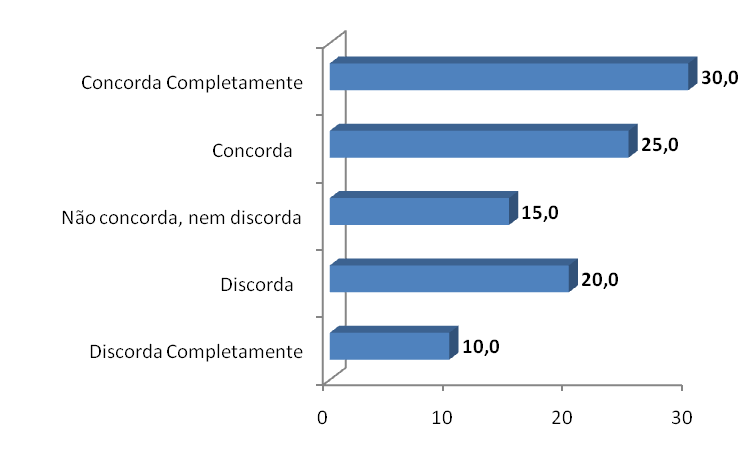 Concorda Completamente 30,0
Concorda 25,0
Não concorda, nem discorda 15,0
Discorda 20,0
Discorda Completamente 10,0
0 10 20 30